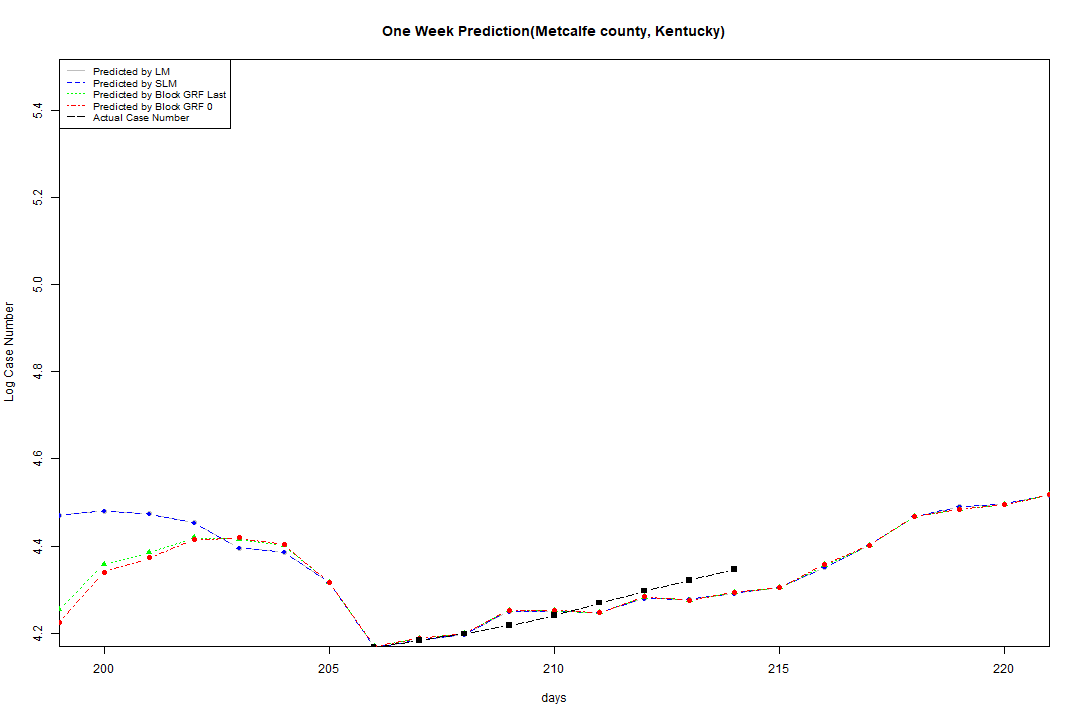 One Week Prediction(Metcalfe county, Kentucky)
Predicted by LM
Predicted by SLM
Predicted by Block GRF Last
Predicted by Block GRF 0
Actual Case Number
5.4
5.2
5.0
4.8
4.6
4.4
4.2
Log Case Number
200
205
210
215
220
days